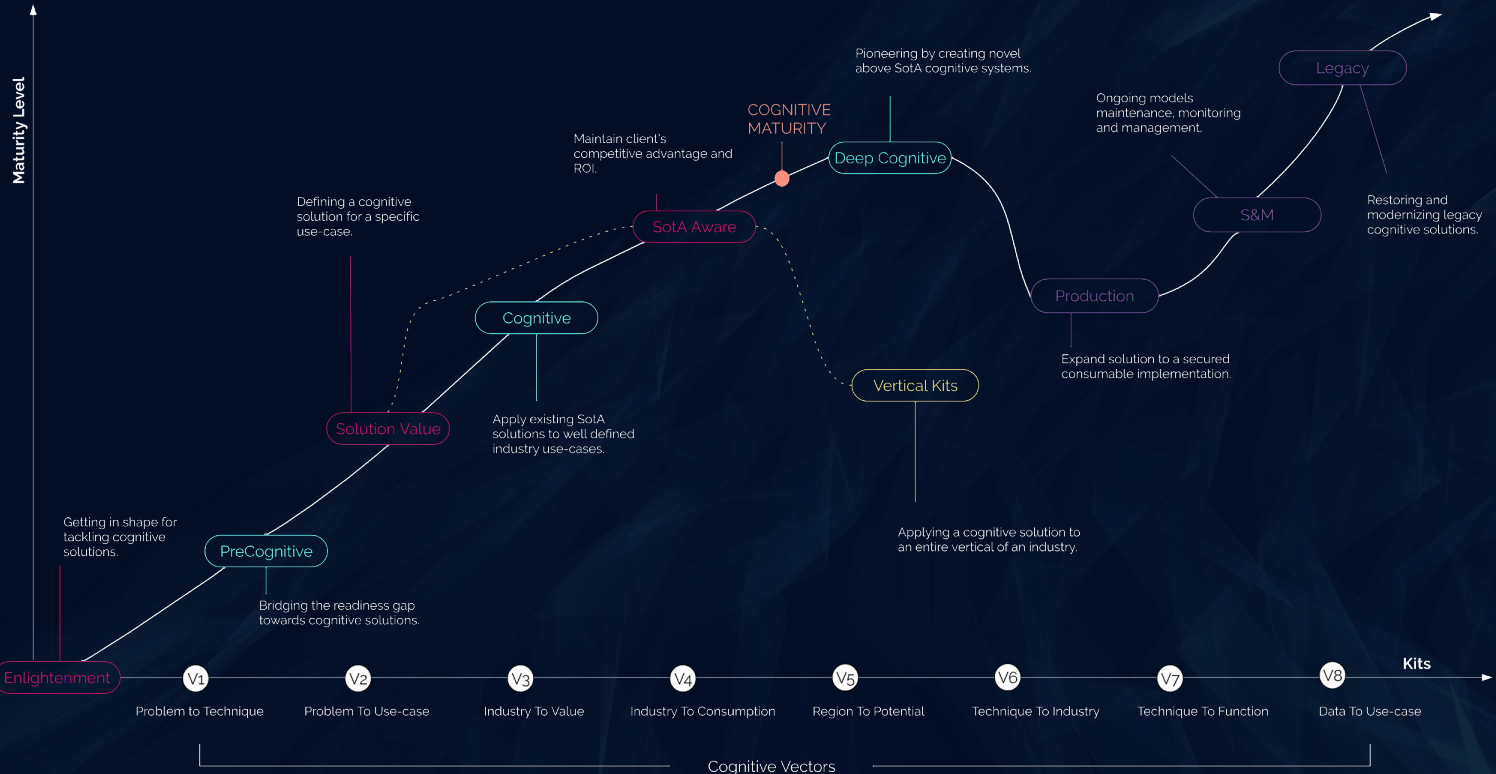 Maturity Level
Pioneering by creating novel
above SotA cognitive systems.
Legacy
Ongoing models
maintenance, monitoring
and management.
COGNITIVE
MATURITY
Maintain client's
competitive advantage and
ROI.
Deep Cognitive
Defining a cognitive
solution for a specific
use-case.
Restoring and
modernizing legacy
cognitive solutions.
SotA Aware
S&M
Production
Cognitive
Expand solution to a secured
consumable implementation.
Vertical Kits
Solution Value
Apply existing SotA
solutions to well defined
industry use-cases.
Getting in shape for
tackling cognitive
solutions.
Applying a cognitive solution to
an entire vertical of an industry.
PreCognitive
Bridging the readiness gap
towards cognitive solutions.
Enlightenment
V1
V2
V3
V4
V5
V6
V7
V8
Kits
Problem to Technique
Problem To Use-case
Industry To Value
Industry To Consumption
Region To Potential
Technique To Industry
Technique To Function
Data To Use-case
Cognitive Vectors